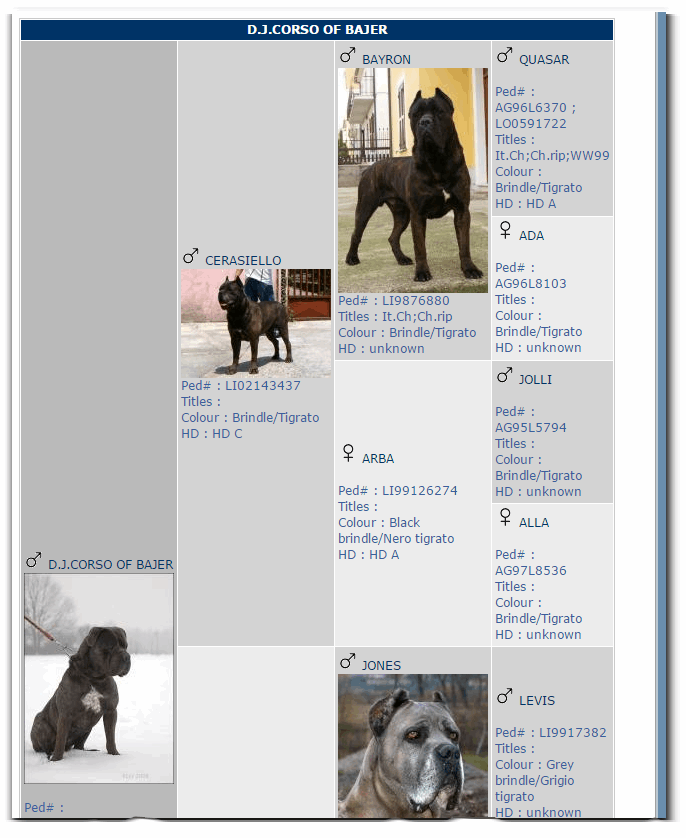 D.J.CORSO OF BAJER
BAYRON
Ped# : LI9876880
Titles : It.Ch;Ch.rip
Colour : Brindle/Tigrato
HD : unknown
QUASAR
Ped# :
AG96L6370 ;
LO0591722
Titles :
It.Ch;Ch.rip;WW99
Colour :
Brindle/Tigrato
HD : HD A
ADA
Ped# :
AG96L8103
Titles :
Colour :
Brindle/Tigrato
HD : unknown
CERASIELLO
Ped# : LI02143437
Titles :
Colour : Brindle/Tigrato
HD : HD C
ARBA
Ped# : LI99126274
Titles :
Colour : Black
brindle/Nero tigrato
HD : HD A
JOLLI
Ped# :
AG95L5794
Titles :
Colour :
Brindle/Tigrato
HD : unknown
ALLA
Ped# :
AG97L8536
Titles :
Colour :
Brindle/Tigrato
HD : unknown
D.J.CORSO OF BAJER
Ped# :
JONES
LEVIS
Ped# : LI9917382
Titles :
Colour : Grey
brindle/Grigio
tigrato
HD : unknown